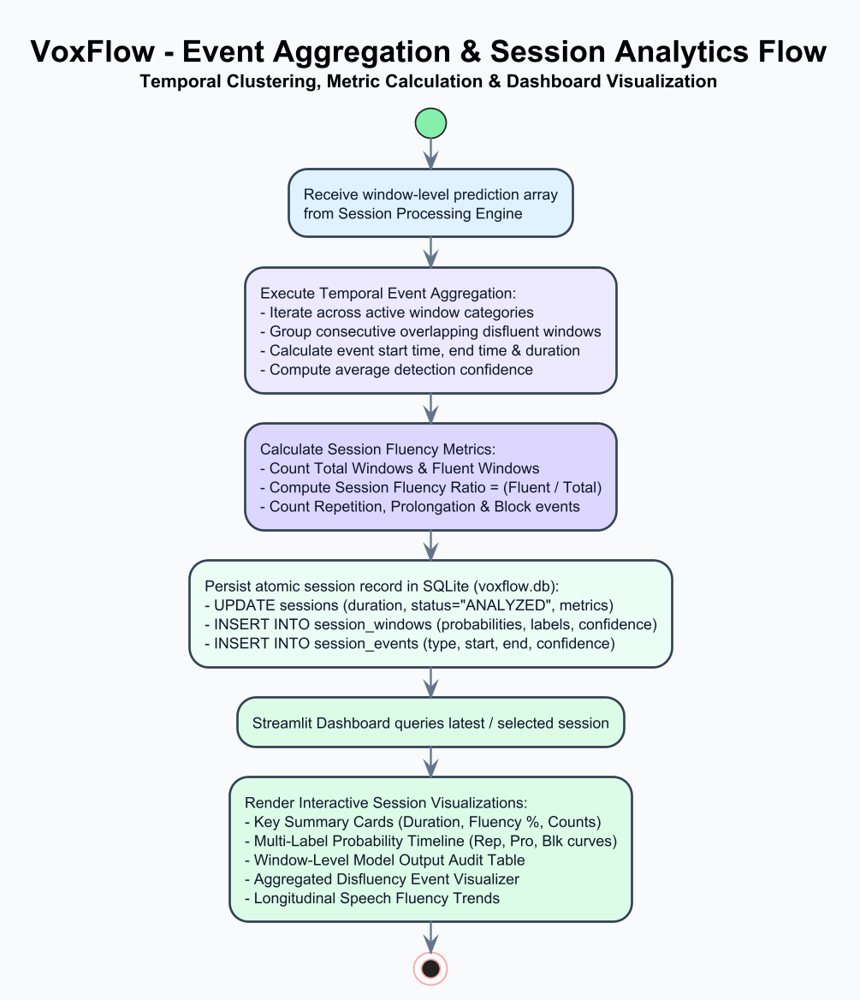 VoxFlow - Event Aggregation & Session Analytics Flow
Temporal Clustering, Metric Calculation & Dashboard Visualization
Receive window-level prediction array
from Session Processing Engine
Execute Temporal Event Aggregation:
- Iterate across active window categories
- Group consecutive overlapping disfluent windows
- Calculate event start time, end time & duration
- Compute average detection confidence
Calculate Session Fluency Metrics:
- Count Total Windows & Fluent Windows
- Compute Session Fluency Ratio = (Fluent / Total)
- Count Repetition, Prolongation & Block events
Persist atomic session record in SQLite (voxflow.db):
- UPDATE sessions (duration, status="ANALYZED", metrics)
- INSERT INTO session_windows (probabilities, labels, confidence)
- INSERT INTO session_events (type, start, end, confidence)
Streamlit Dashboard queries latest / selected session
Render Interactive Session Visualizations:
- Key Summary Cards (Duration, Fluency %, Counts)
- Multi-Label Probability Timeline (Rep, Pro, Blk curves)
- Window-Level Model Output Audit Table
- Aggregated Disfluency Event Visualizer
- Longitudinal Speech Fluency Trends